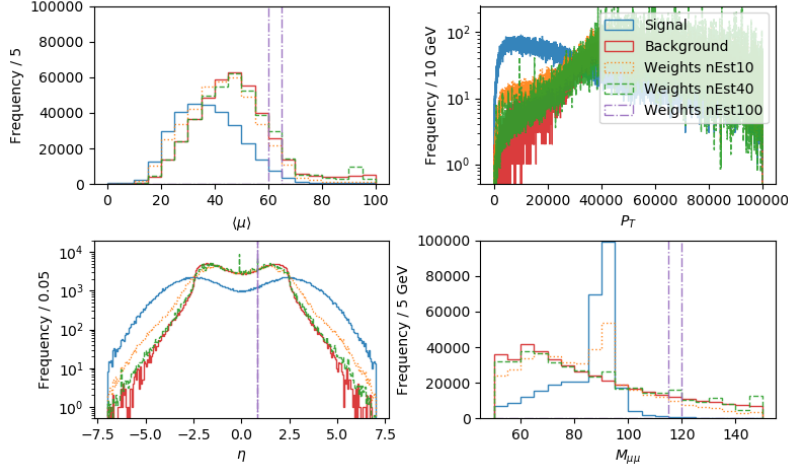 Frequency / 5
100000
80000
60000
40000
20000
0
0 20 40 60 80 100
⟨μ⟩
Frequency / 10 GeV
10²
10¹
10⁰
0 20000 40000 60000 80000 100000
P_T
Signal
Background
Weights nEst10
Weights nEst40
Weights nEst100
Frequency / 0.05
10⁴
10³
10²
10¹
10⁰
−7.5 −5.0 −2.5 0.0 2.5 5.0 7.5
η
Frequency / 5 GeV
100000
80000
60000
40000
20000
0
60 80 100 120 140
M_μμ